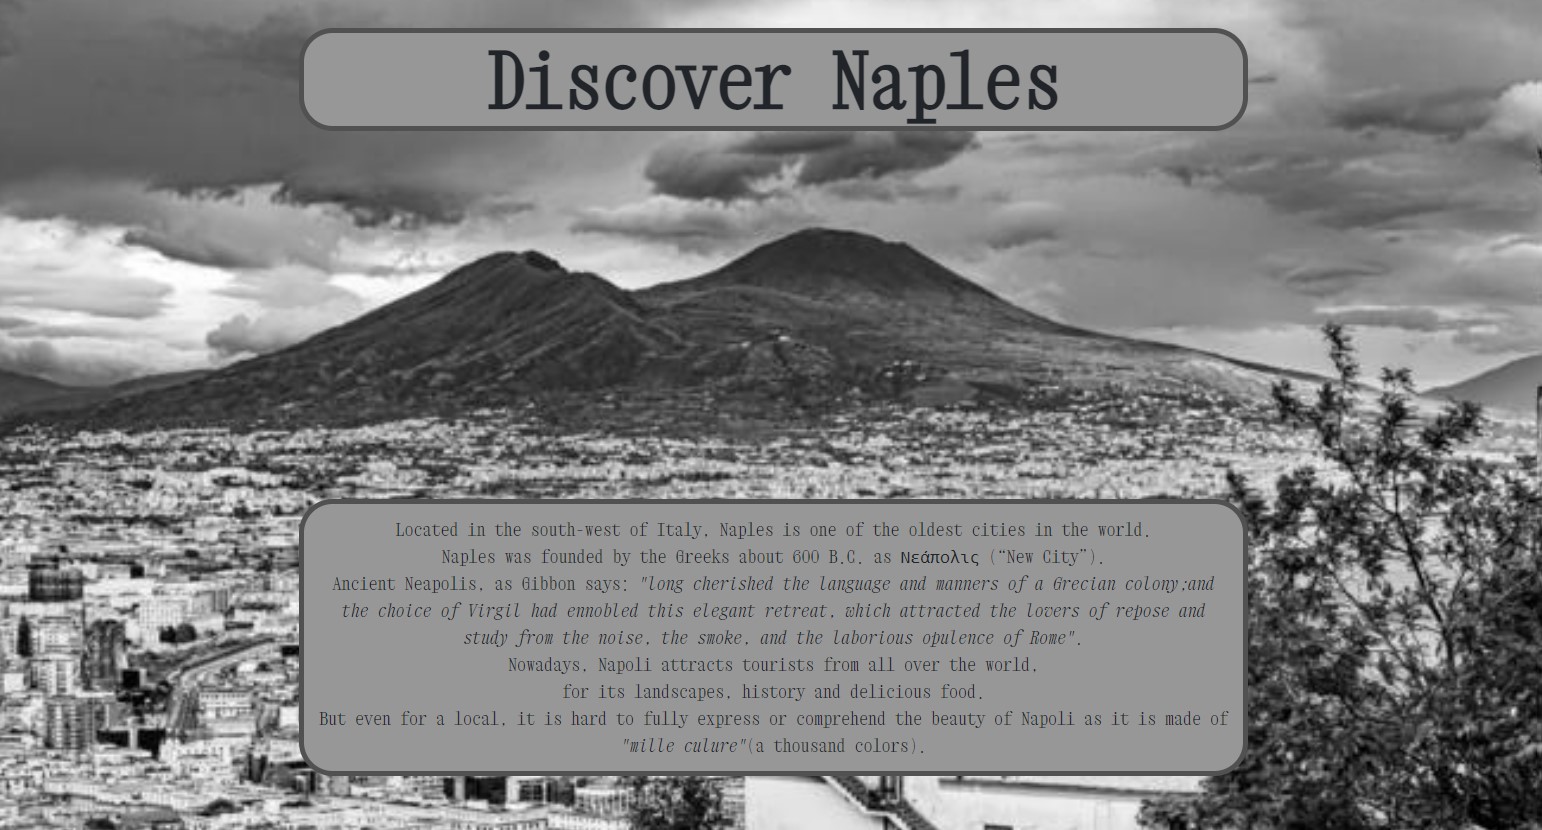 Discover Naples
Located in the south-west of Italy, Naples is one of the oldest cities in the world.
Naples was founded by the Greeks about 600 B.C. as Νεάπολις (“New City”).
Ancient Neapolis, as Gibbon says: "long cherished the language and manners of a Grecian colony;and
the choice of Virgil had ennobled this elegant retreat, which attracted the lovers of repose and
study from the noise, the smoke, and the laborious opulence of Rome".
Nowadays, Napoli attracts tourists from all over the world,
for its landscapes, history and delicious food.
But even for a local, it is hard to fully express or comprehend the beauty of Napoli as it is made of
"mille culure"(a thousand colors).